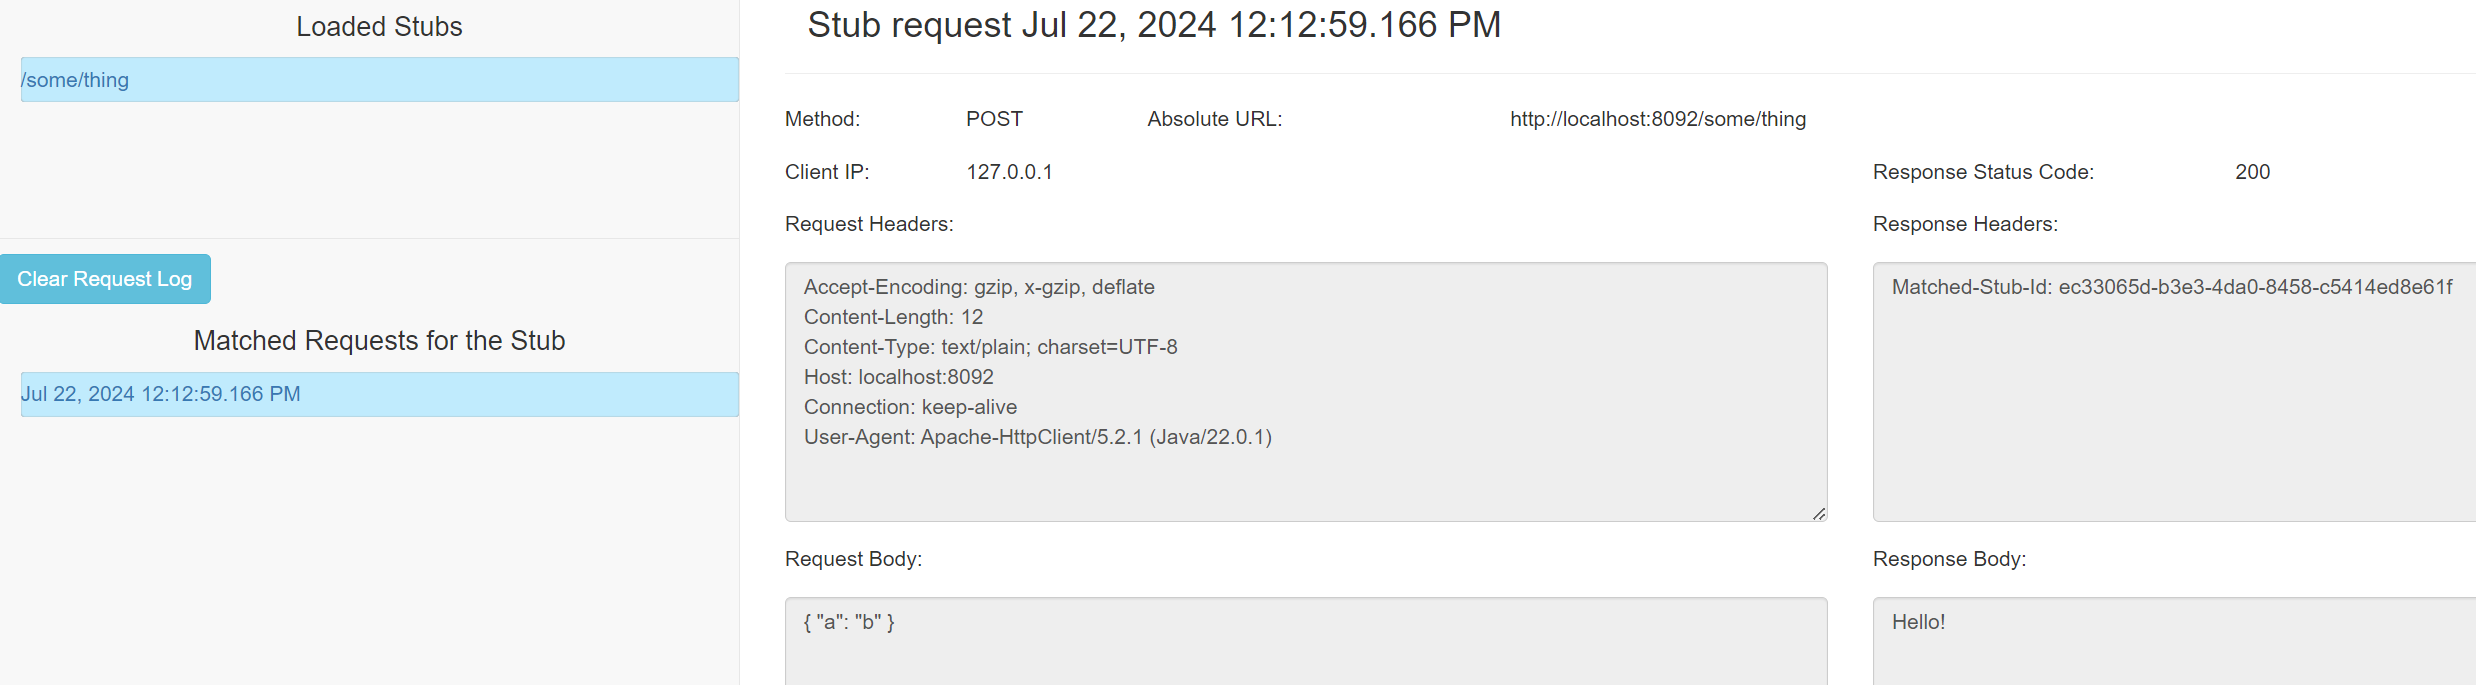 Loaded Stubs
/some/thing
Clear Request Log
Matched Requests for the Stub
Jul 22, 2024 12:12:59.166 PM
Stub request Jul 22, 2024 12:12:59.166 PM
Method: POST Absolute URL: http://localhost:8092/some/thing
Client IP: 127.0.0.1 Response Status Code: 200
Request Headers:
Accept-Encoding: gzip, x-gzip, deflate
Content-Length: 12
Content-Type: text/plain; charset=UTF-8
Host: localhost:8092
Connection: keep-alive
User-Agent: Apache-HttpClient/5.2.1 (Java/22.0.1)
Response Headers:
Matched-Stub-Id: ec33065d-b3e3-4da0-8458-c5414ed8e61f
Request Body:
{ "a": "b" }
Response Body:
Hello!